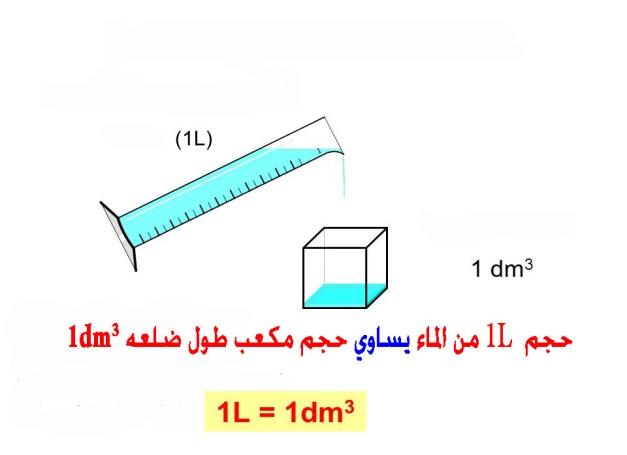 (1L)
1 dm³
حجم 1L من الماء يساوي حجم مكعب طول ضلعه 1dm³
1L = 1dm³